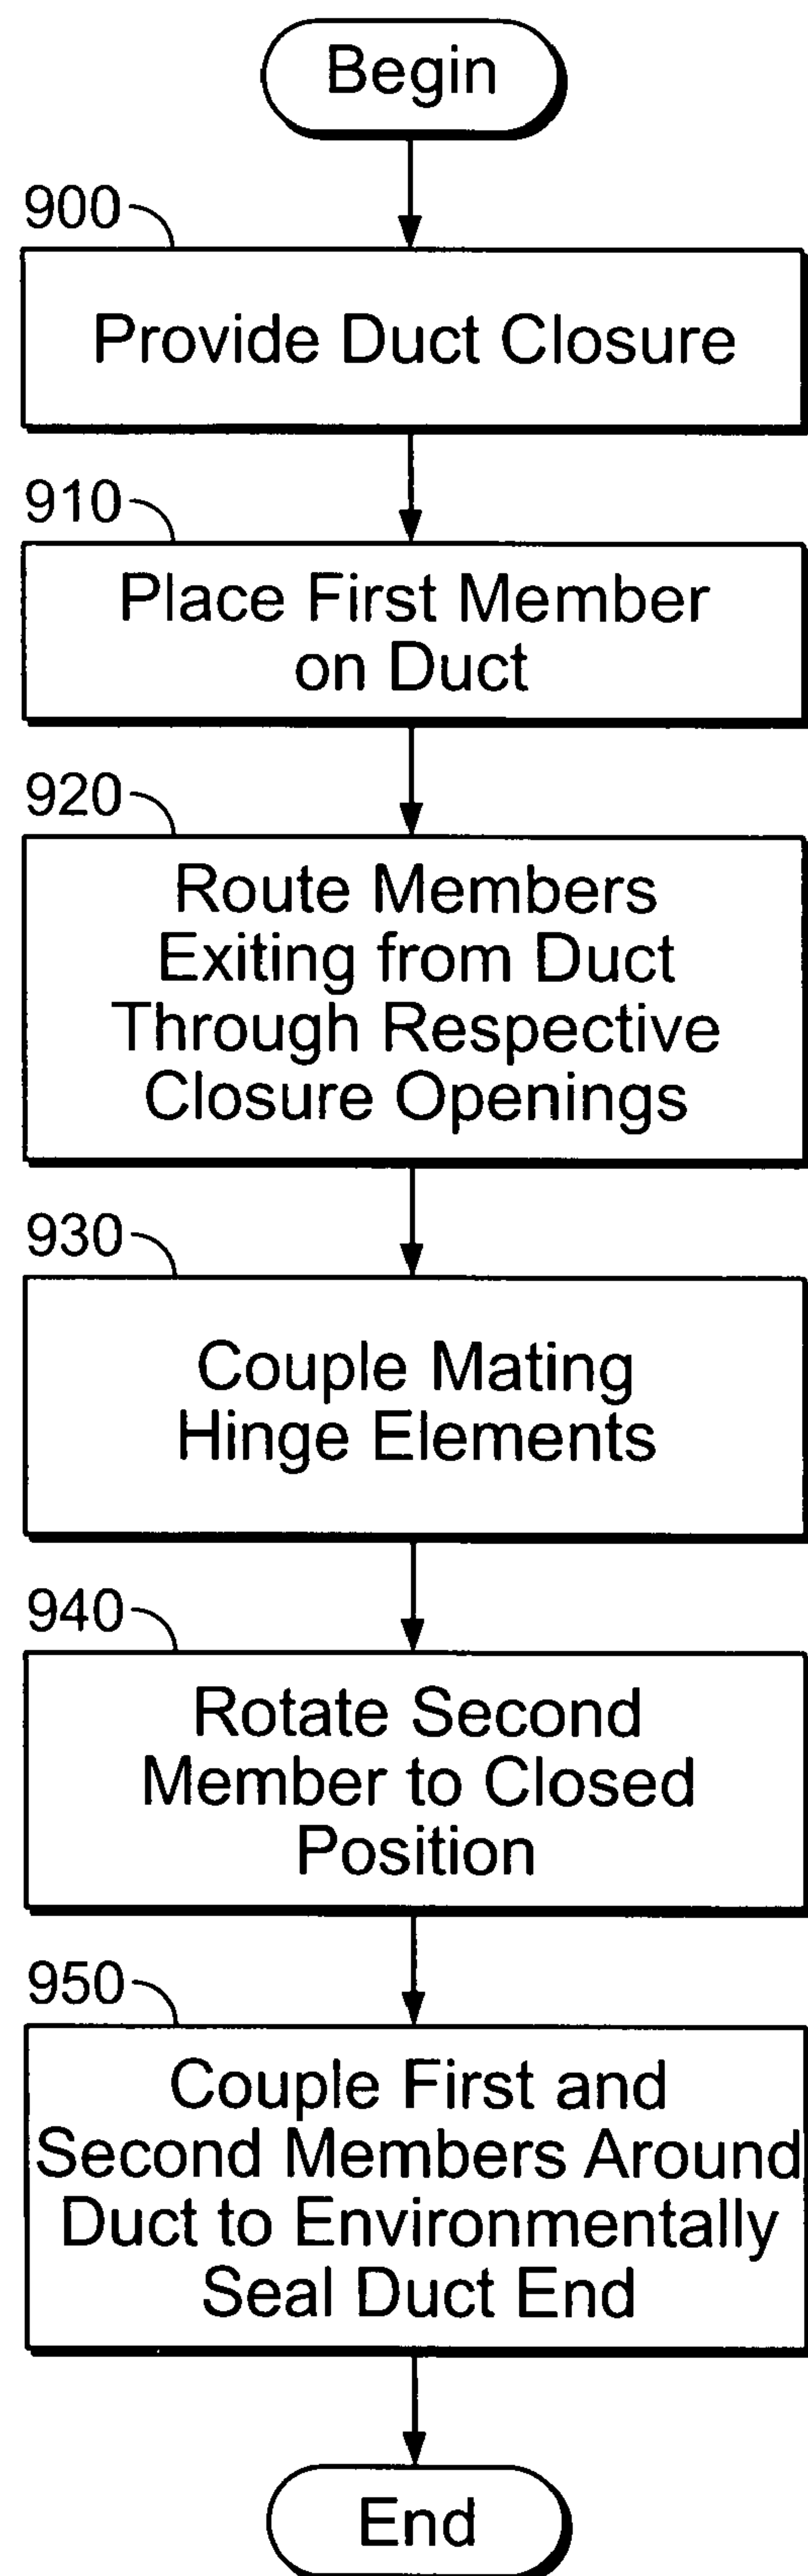 Begin
900
Provide Duct Closure
910
Place First Member
on Duct
920
Route Members
Exiting from Duct
Through Respective
Closure Openings
930
Couple Mating
Hinge Elements
940
Rotate Second
Member to Closed
Position
950
Couple First and
Second Members Around
Duct to Environmentally
Seal Duct End
End